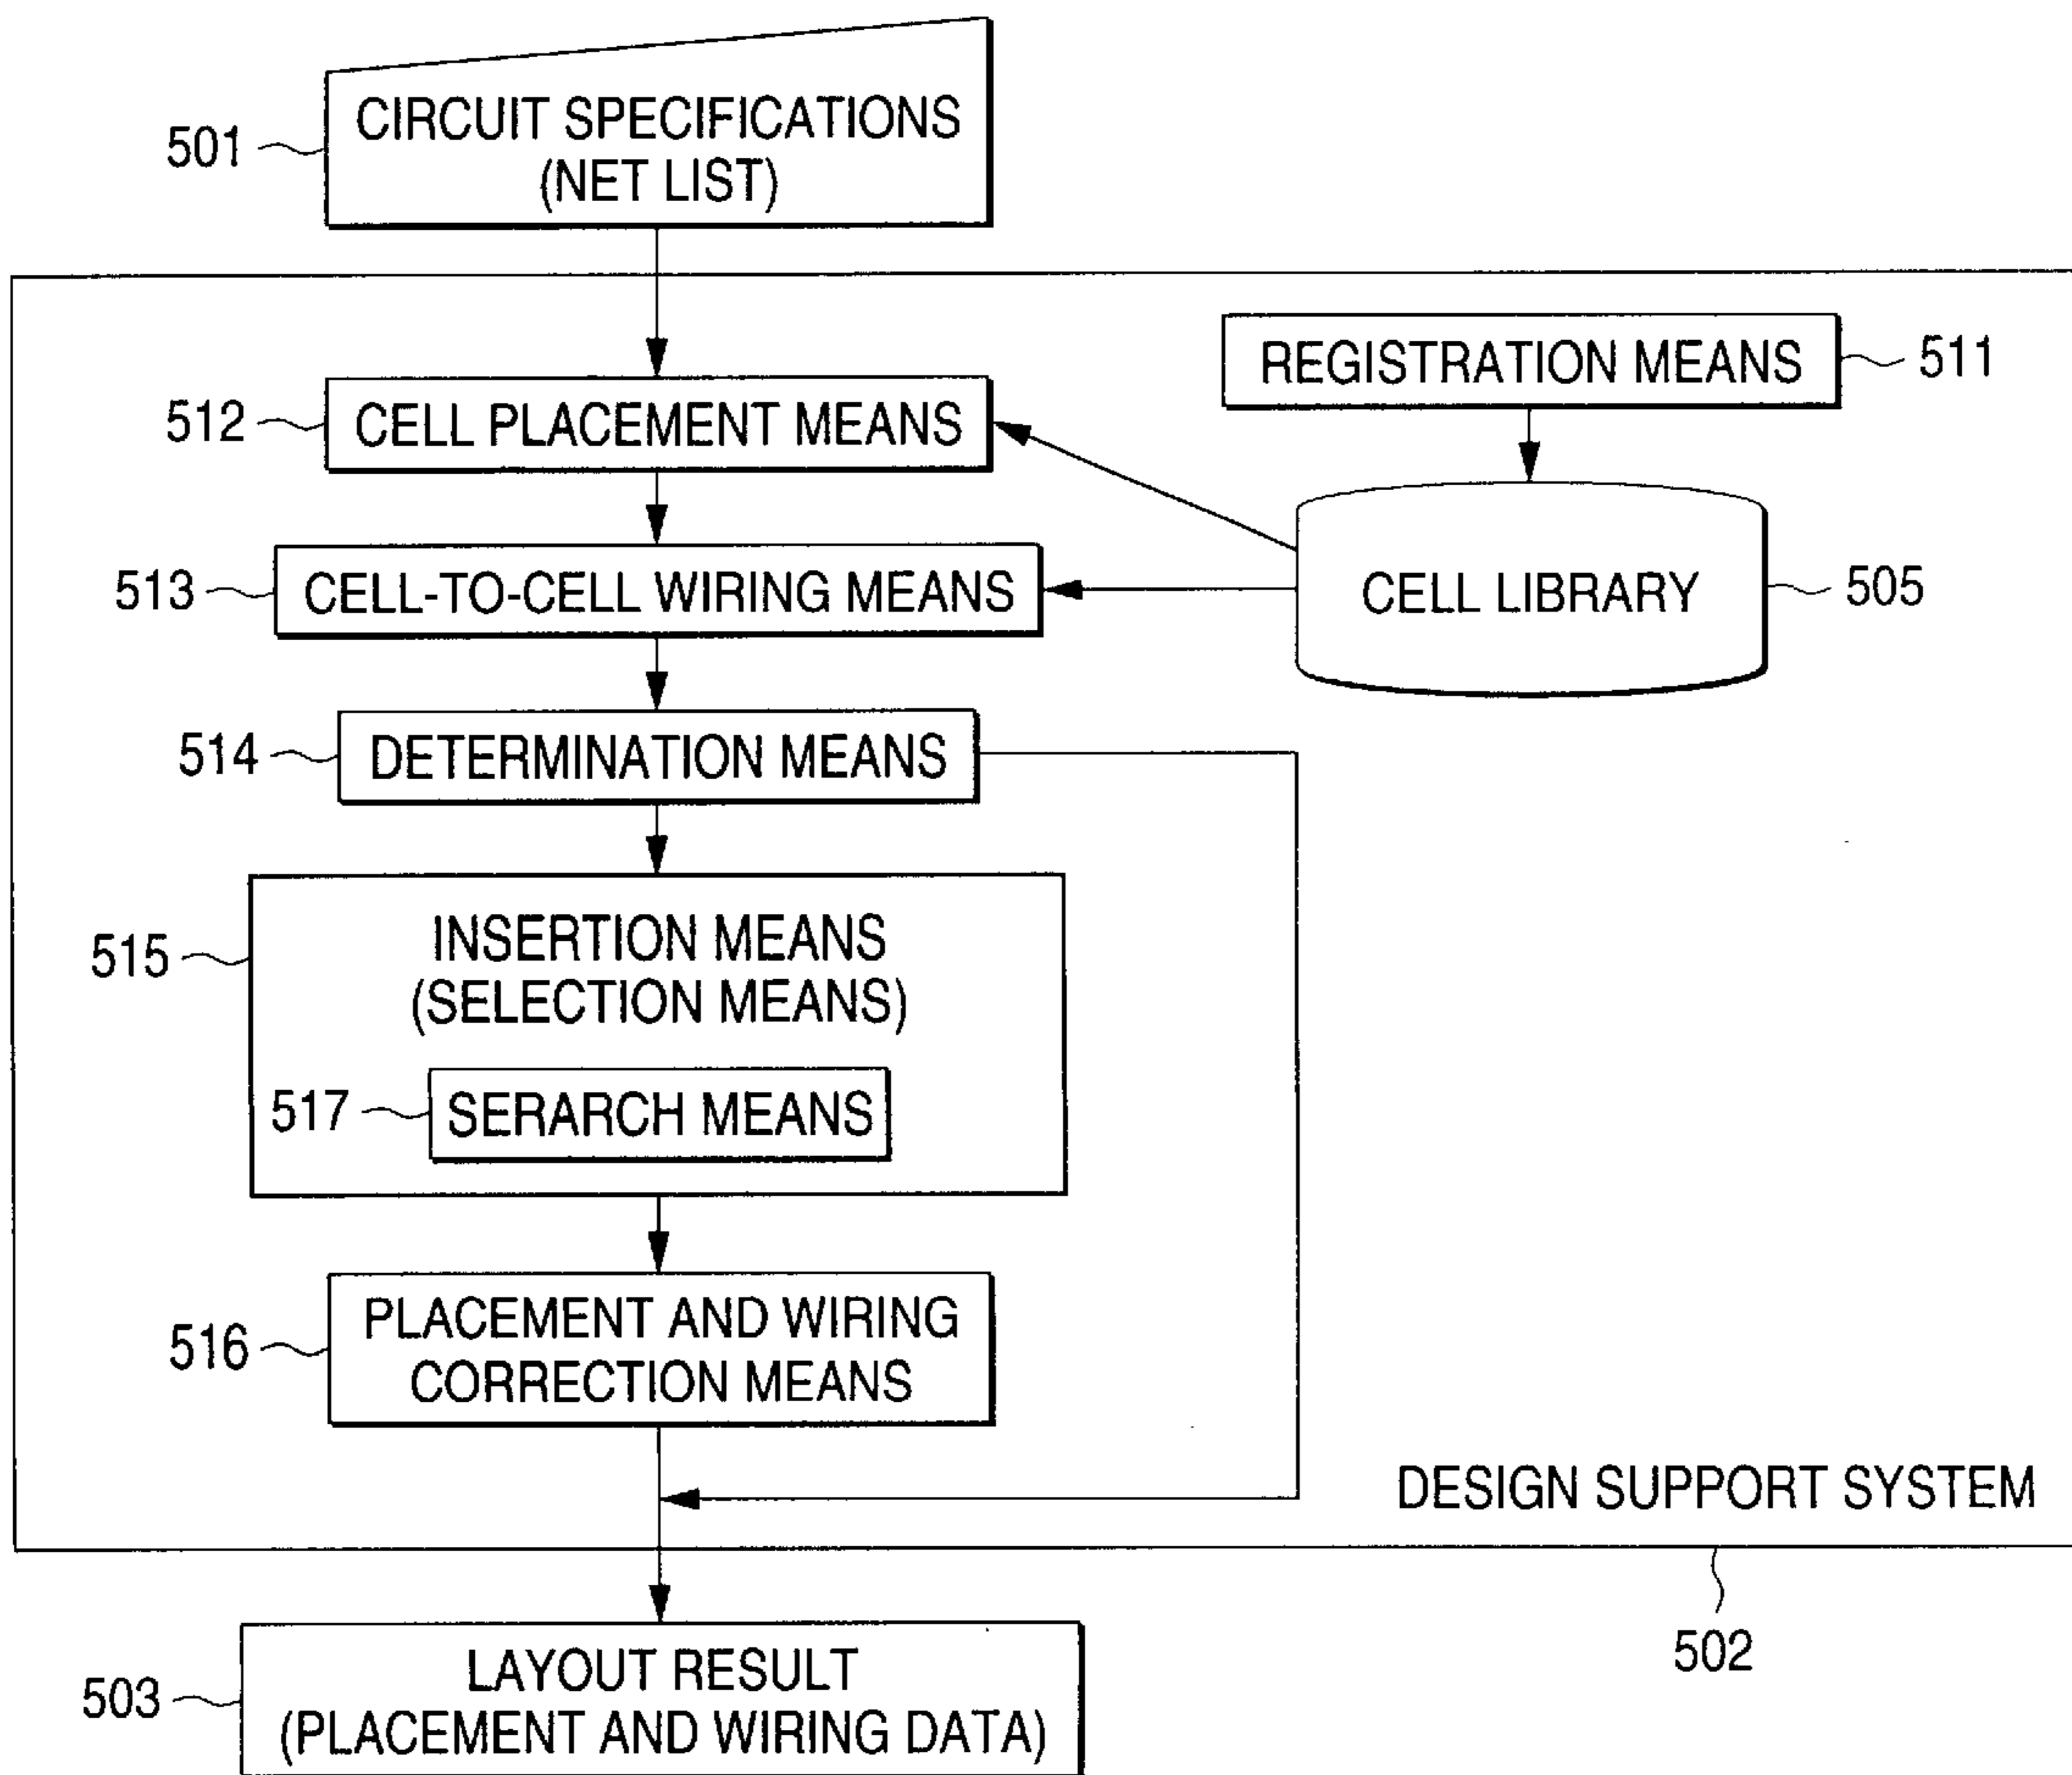 CIRCUIT SPECIFICATIONS
(NET LIST)
501
REGISTRATION MEANS
511
512
CELL PLACEMENT MEANS
513
CELL-TO-CELL WIRING MEANS
CELL LIBRARY
505
514
DETERMINATION MEANS
515
INSERTION MEANS
(SELECTION MEANS)
517
SERARCH MEANS
516
PLACEMENT AND WIRING
CORRECTION MEANS
DESIGN SUPPORT SYSTEM
502
503
LAYOUT RESULT
(PLACEMENT AND WIRING DATA)